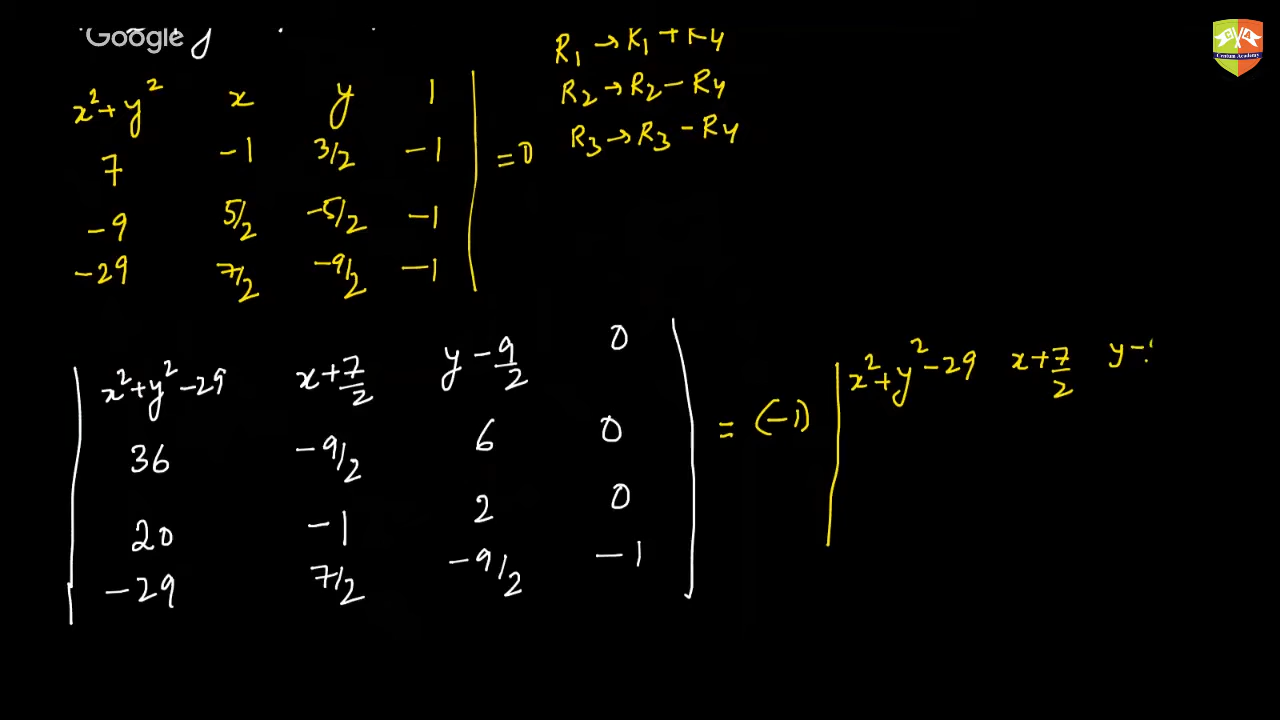 Google
R₁ → R₁ + R₄
R₂ → R₂ - R₄
R₃ → R₃ - R₄
x² + y² x y 1
7 -1 3/2 -1
-9 5/2 -5/2 -1
-29 7/2 -9/2 -1
= 0
x² + y² - 29 x + 7/2 y - 9/2 0
36 -9/2 6 0
20 -1 2 0
-29 7/2 -9/2 -1
= (-1) | x² + y² - 29 x + 7/2 y -
Centum Academy